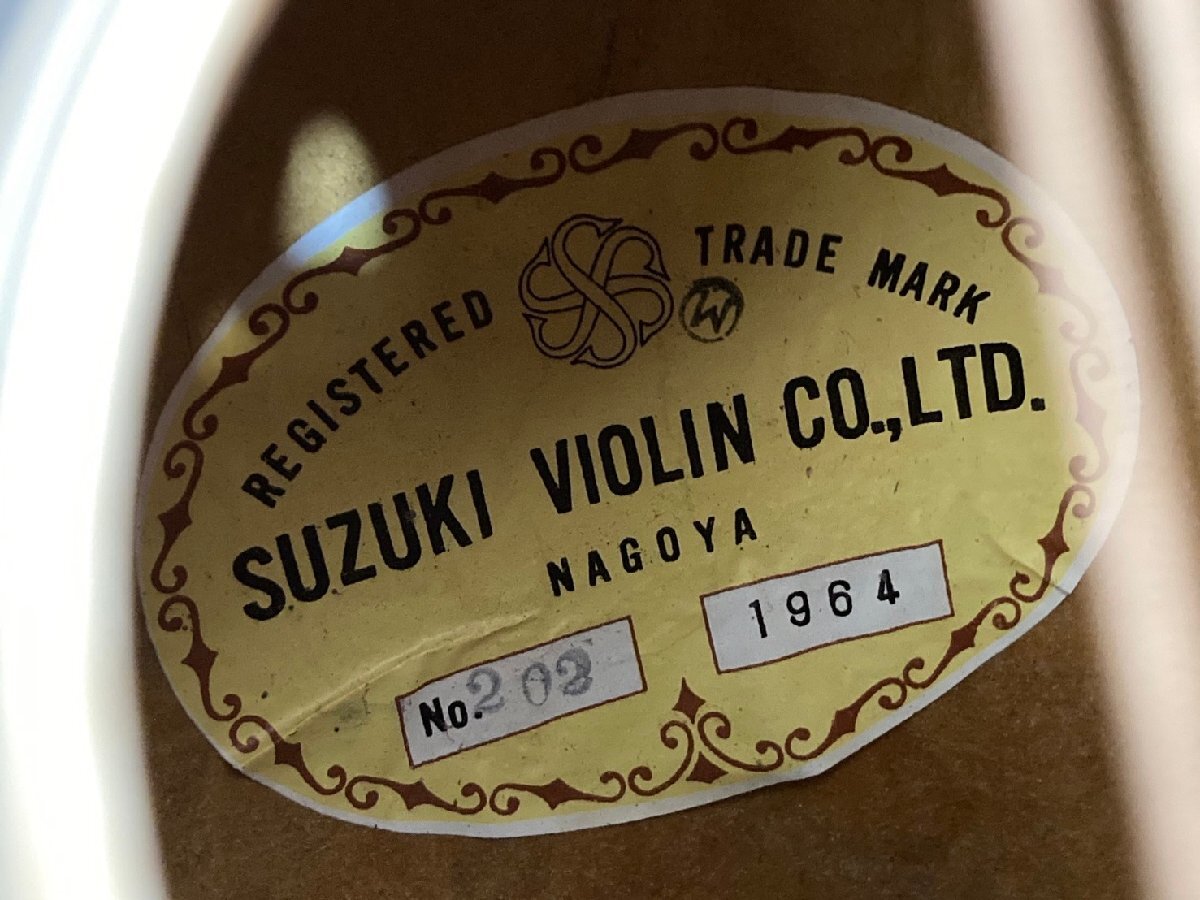 REGISTERED TRADE MARK
W
SUZUKI VIOLIN CO.,LTD.
NAGOYA
No. 202 1964